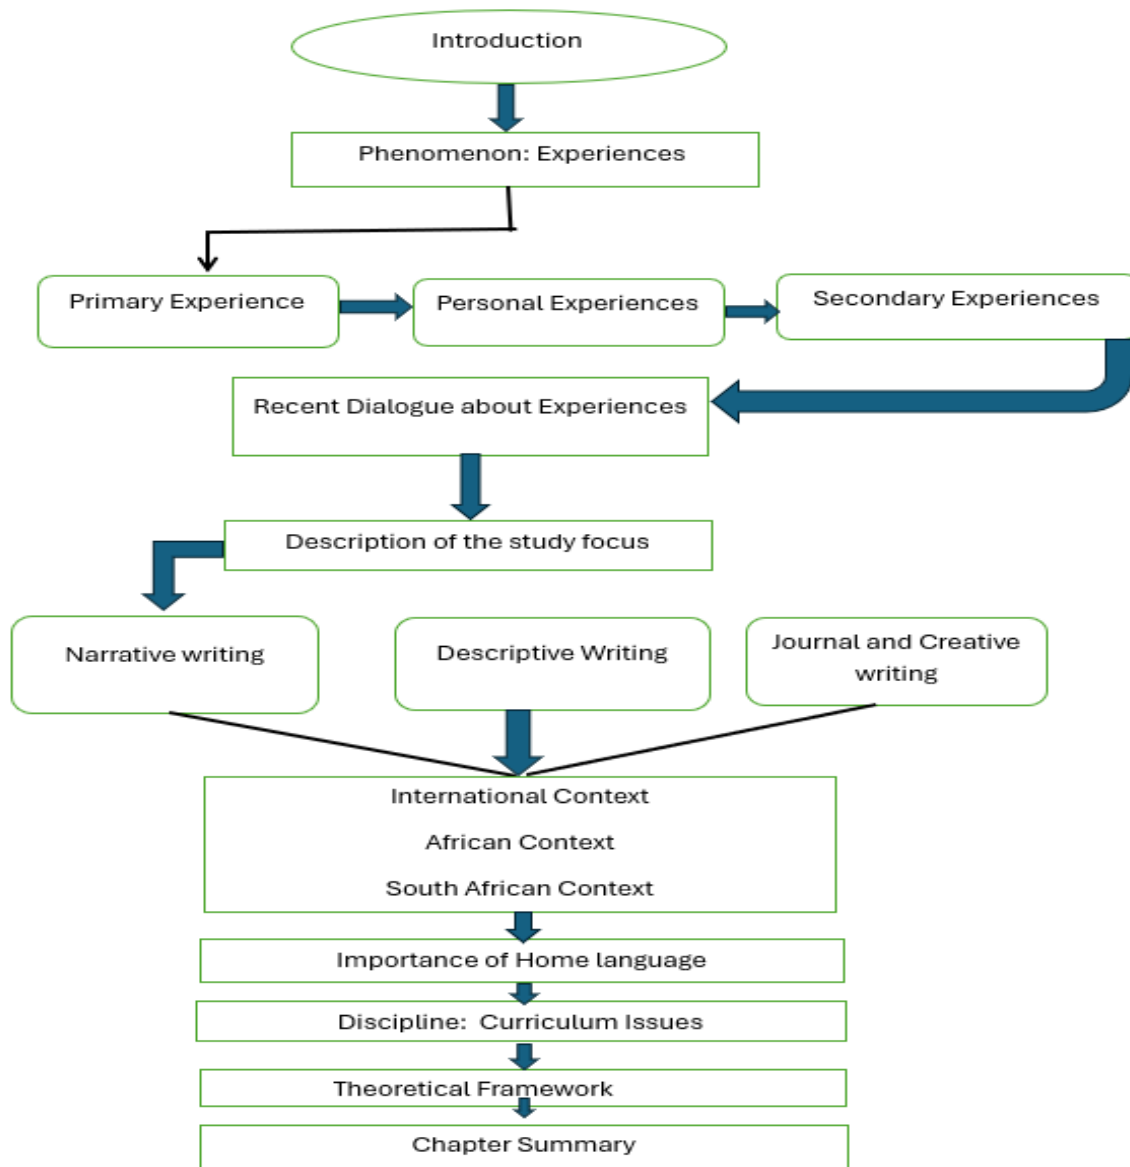 Introduction
Phenomenon: Experiences
Primary Experience
Personal Experiences
Secondary Experiences
Recent Dialogue about Experiences
Description of the study focus
Narrative writing
Descriptive Writing
Journal and Creative
writing
International Context
African Context
South African Context
Importance of Home language
Discipline:  Curriculum Issues
Theoretical Framework
Chapter Summary